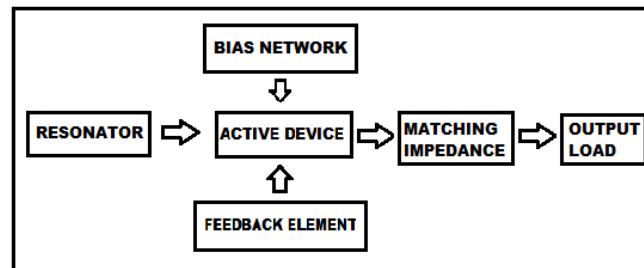 BIAS NETWORK
RESONATOR
ACTIVE DEVICE
MATCHING
IMPEDANCE
OUTPUT
LOAD
FEEDBACK ELEMENT